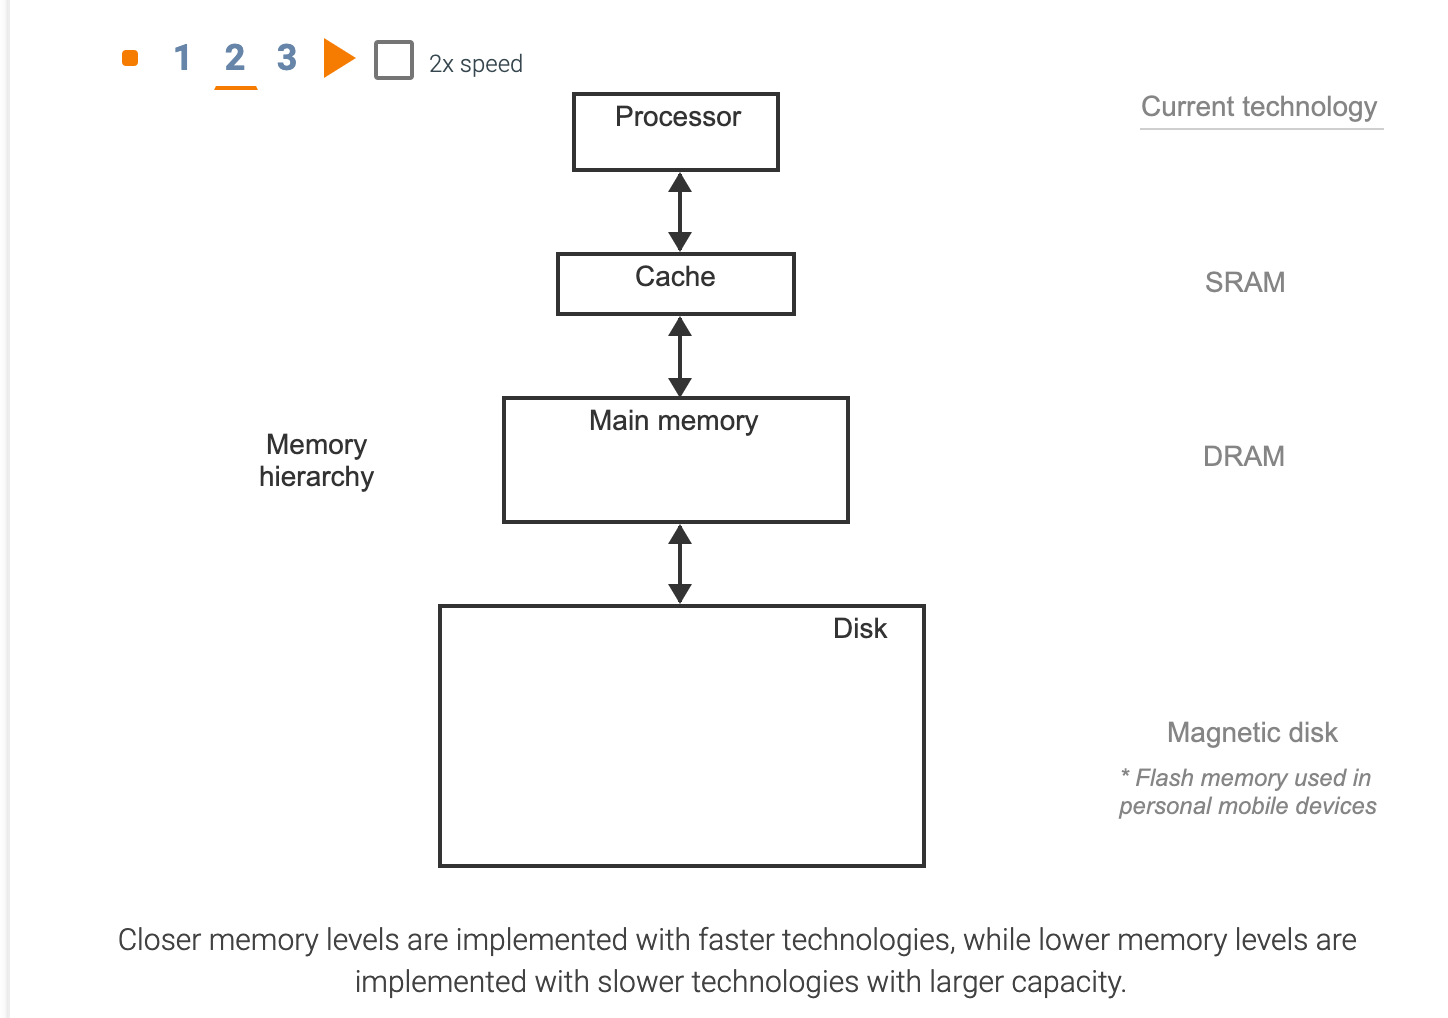 1 2 3 2x speed
Processor
Current technology
Cache
SRAM
Main memory
Memory
hierarchy
DRAM
Disk
Magnetic disk
* Flash memory used in
personal mobile devices
Closer memory levels are implemented with faster technologies, while lower memory levels are
implemented with slower technologies with larger capacity.